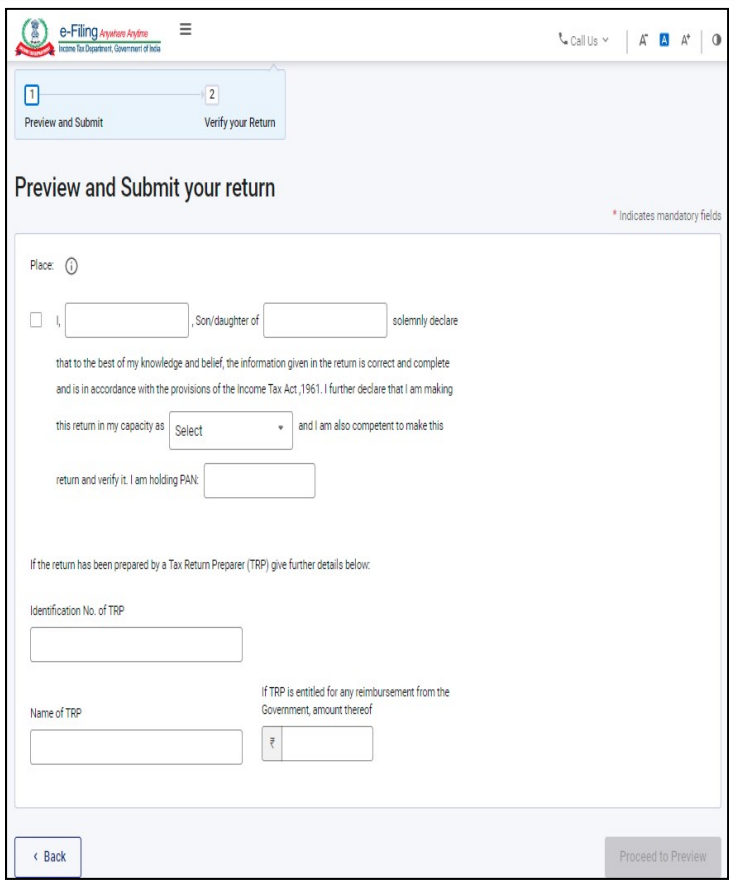 e-Filing Anywhere Anytime
Income Tax Department, Government of India
Call Us
A- A A+
1
2
Preview and Submit
Verify your Return
Preview and Submit your return
* Indicates mandatory fields
Place:
I, , Son/daughter of solemnly declare
that to the best of my knowledge and belief, the information given in the return is correct and complete
and is in accordance with the provisions of the Income Tax Act ,1961. I further declare that I am making
this return in my capacity as Select and I am also competent to make this
return and verify it. I am holding PAN:
If the return has been prepared by a Tax Return Preparer (TRP) give further details below:
Identification No. of TRP
If TRP is entitled for any reimbursement from the
Government, amount thereof
Name of TRP
₹
< Back
Proceed to Preview